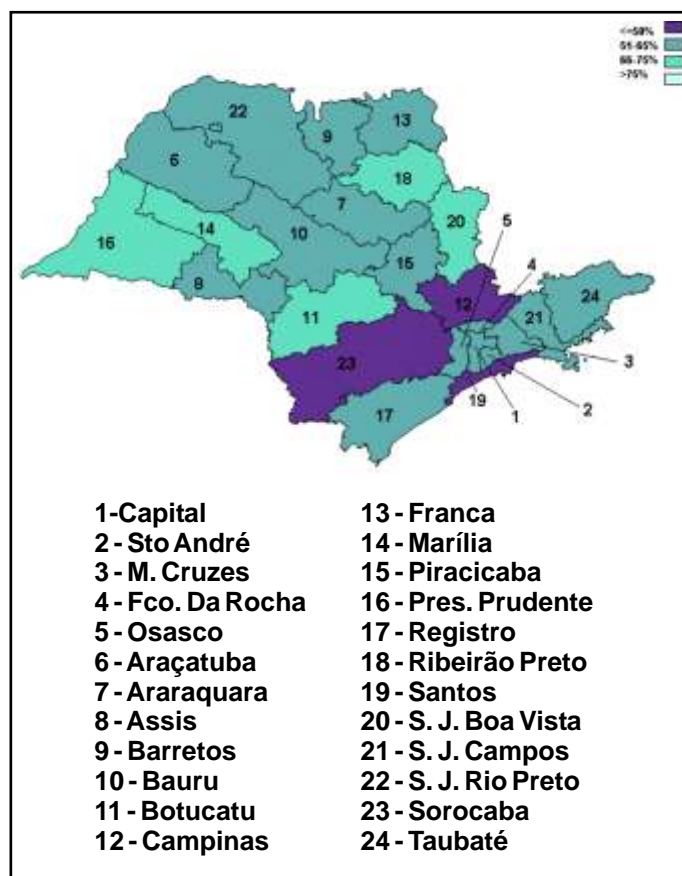 <=50%
51-65%
66-75%
>75%
22
13
9
6
18
7
20
5
14
10
4
16
15
8
12
24
21
11
23
3
19
17
1
2
1-Capital
2 - Sto André
3 - M. Cruzes
4 - Fco. Da Rocha
5 - Osasco
6 - Araçatuba
7 - Araraquara
8 - Assis
9 - Barretos
10 - Bauru
11 - Botucatu
12 - Campinas
13 - Franca
14 - Marília
15 - Piracicaba
16 - Pres. Prudente
17 - Registro
18 - Ribeirão Preto
19 - Santos
20 - S. J. Boa Vista
21 - S. J. Campos
22 - S. J. Rio Preto
23 - Sorocaba
24 - Taubaté